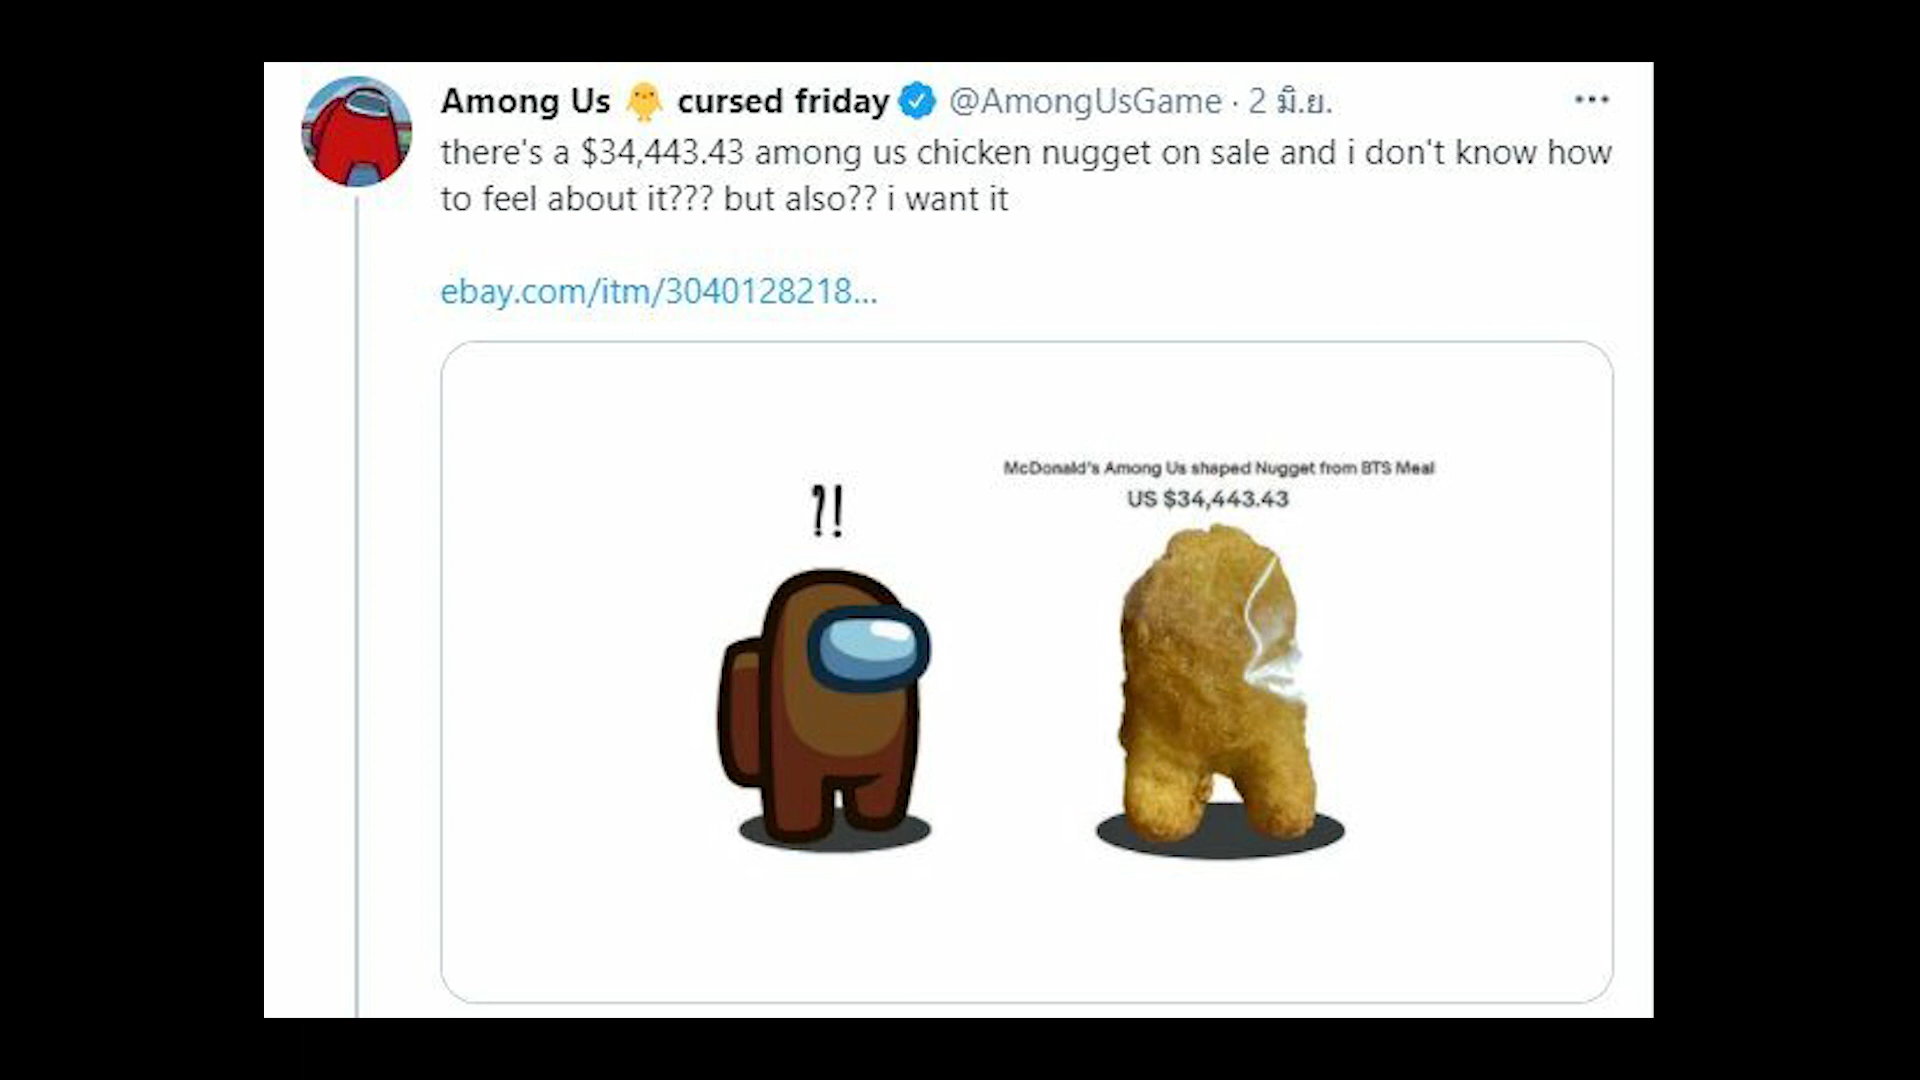 Among Us 🐥 cursed friday @AmongUsGame · 2 มิ.ย.
there's a $34,443.43 among us chicken nugget on sale and i don't know how
to feel about it??? but also?? i want it
ebay.com/itm/3040128218...
McDonald's Among Us shaped Nugget from BTS Meal
US $34,443.43
?!